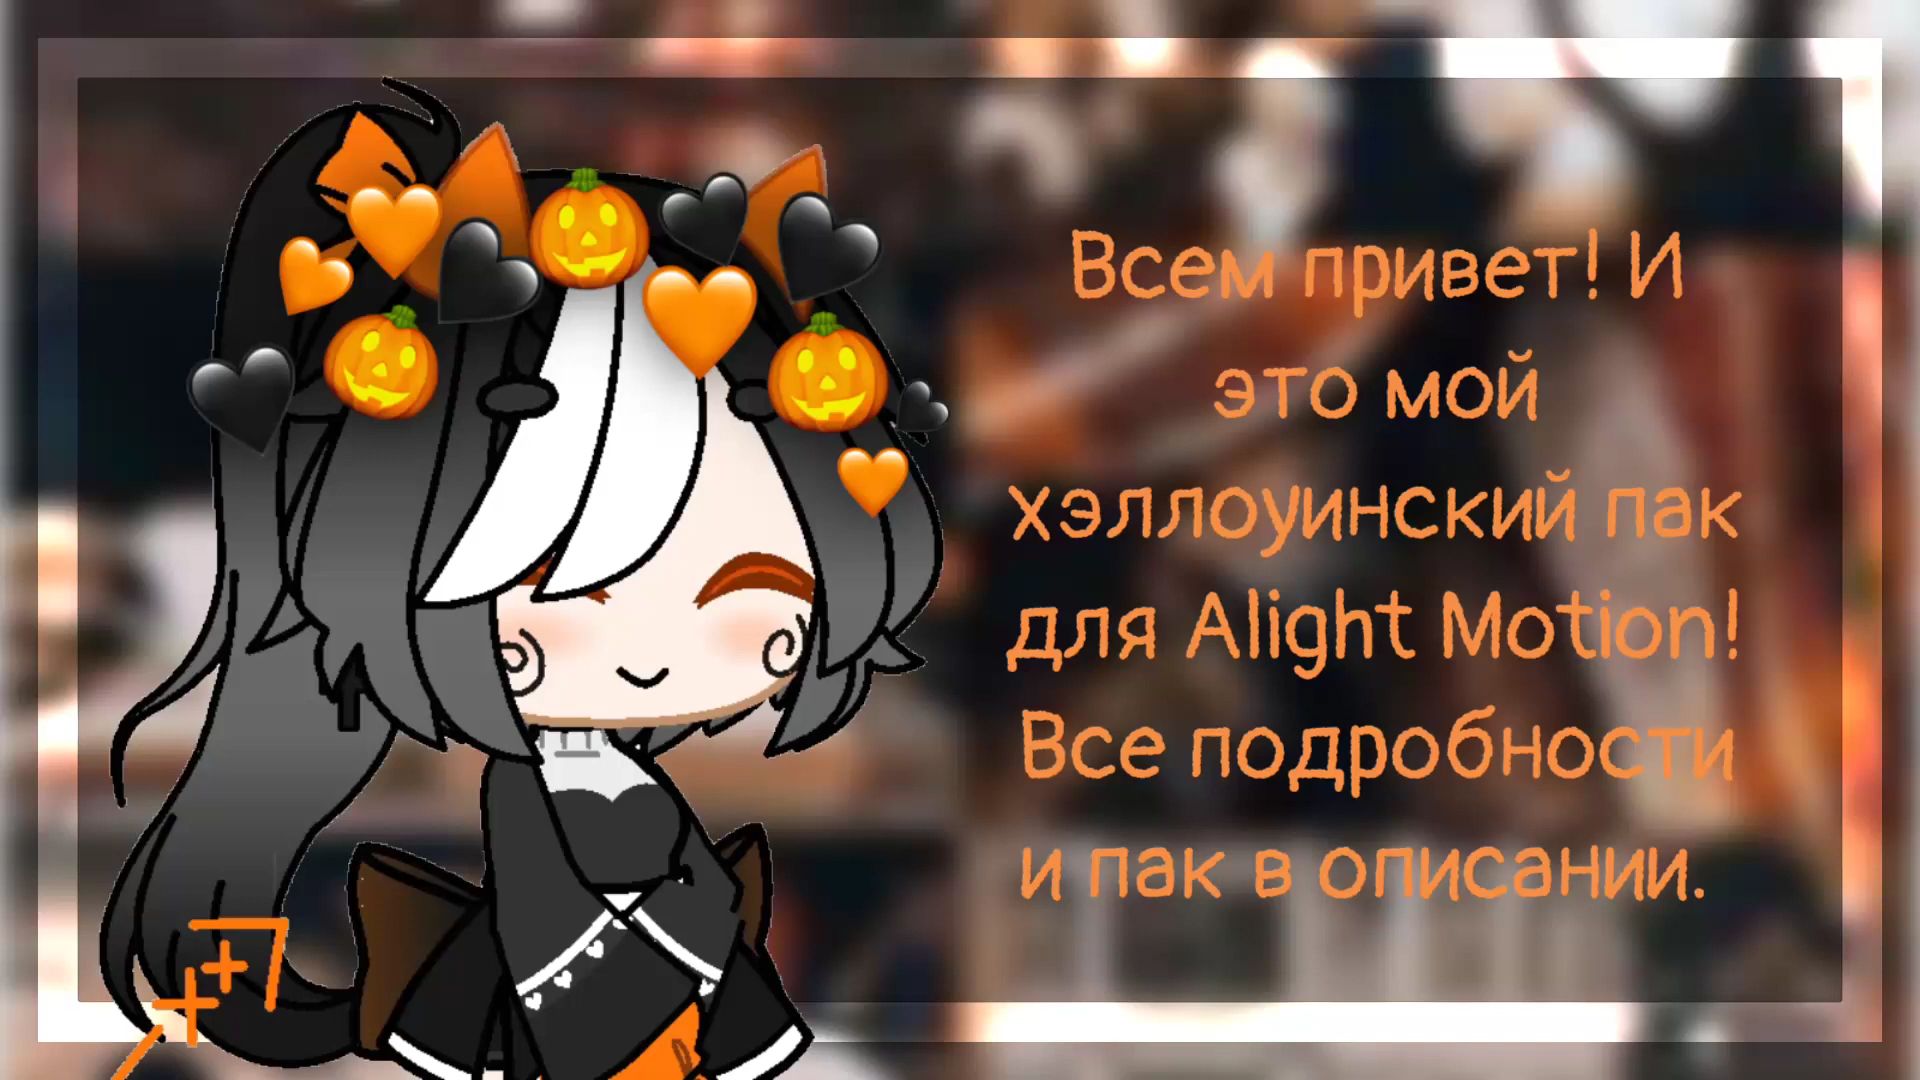 Всем привет! И
это мой
хэллоуинский пак
для Alight Motion!
Все подробности
и пак в описании.